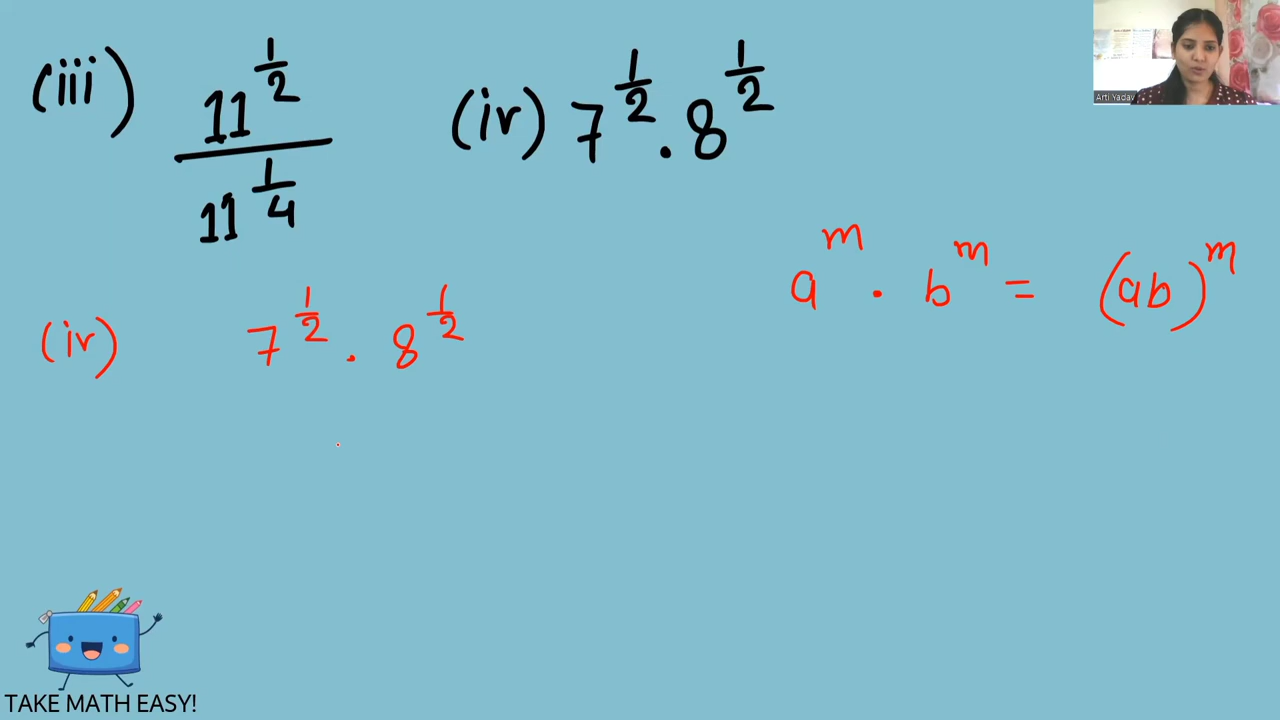 (iii) 11^{1/2} / 11^{1/4} (iv) 7^{1/2} . 8^{1/2}
Arti Yadav
a^m . b^m = (ab)^m
(iv) 7^{1/2} . 8^{1/2}
TAKE MATH EASY!